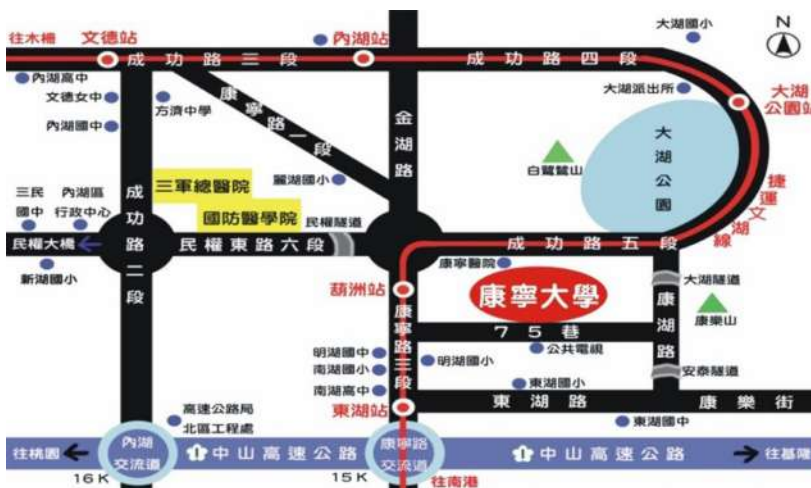 大湖國小
N
往木柵
文德站
內湖站
成功路三段
成功路四段
內湖高中
文德女中
方濟中學
康寧路一段
金湖路
大湖派出所
大湖公園站
內湖國中
大湖公園
白鷺鷥山
麗湖國小
三軍總醫院
國防醫學院
三民國中
內湖區行政中心
成功路二段
民權隧道
捷運文湖線
民權大橋
民權東路六段
成功路五段
新湖國小
康寧醫院
葫洲站
康寧大學
大湖隧道
康湖路
康樂山
康寧路三段
75巷
明湖國中
明湖國小
公共電視
南湖國小
安泰隧道
南湖高中
東湖國小
東湖站
東湖路
康樂街
高速公路局
北區工程處
東湖國中
往桃園
內湖
交流道
1
中山高速公路
康寧路
交流道
1
中山高速公路
往基隆
16K
15K
往南港